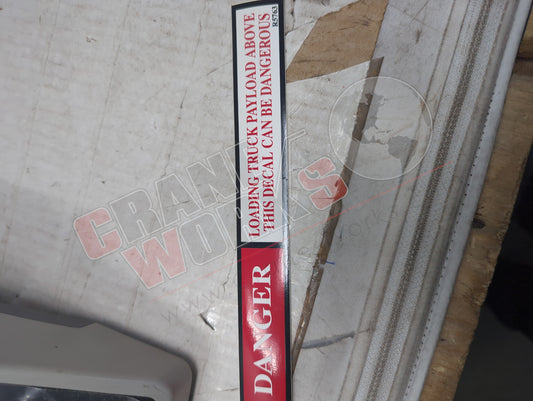 DANGER
LOADING TRUCK PAYLOAD ABOVE
THIS DECAL CAN BE DANGEROUS
R5763
CRANE
WORKS